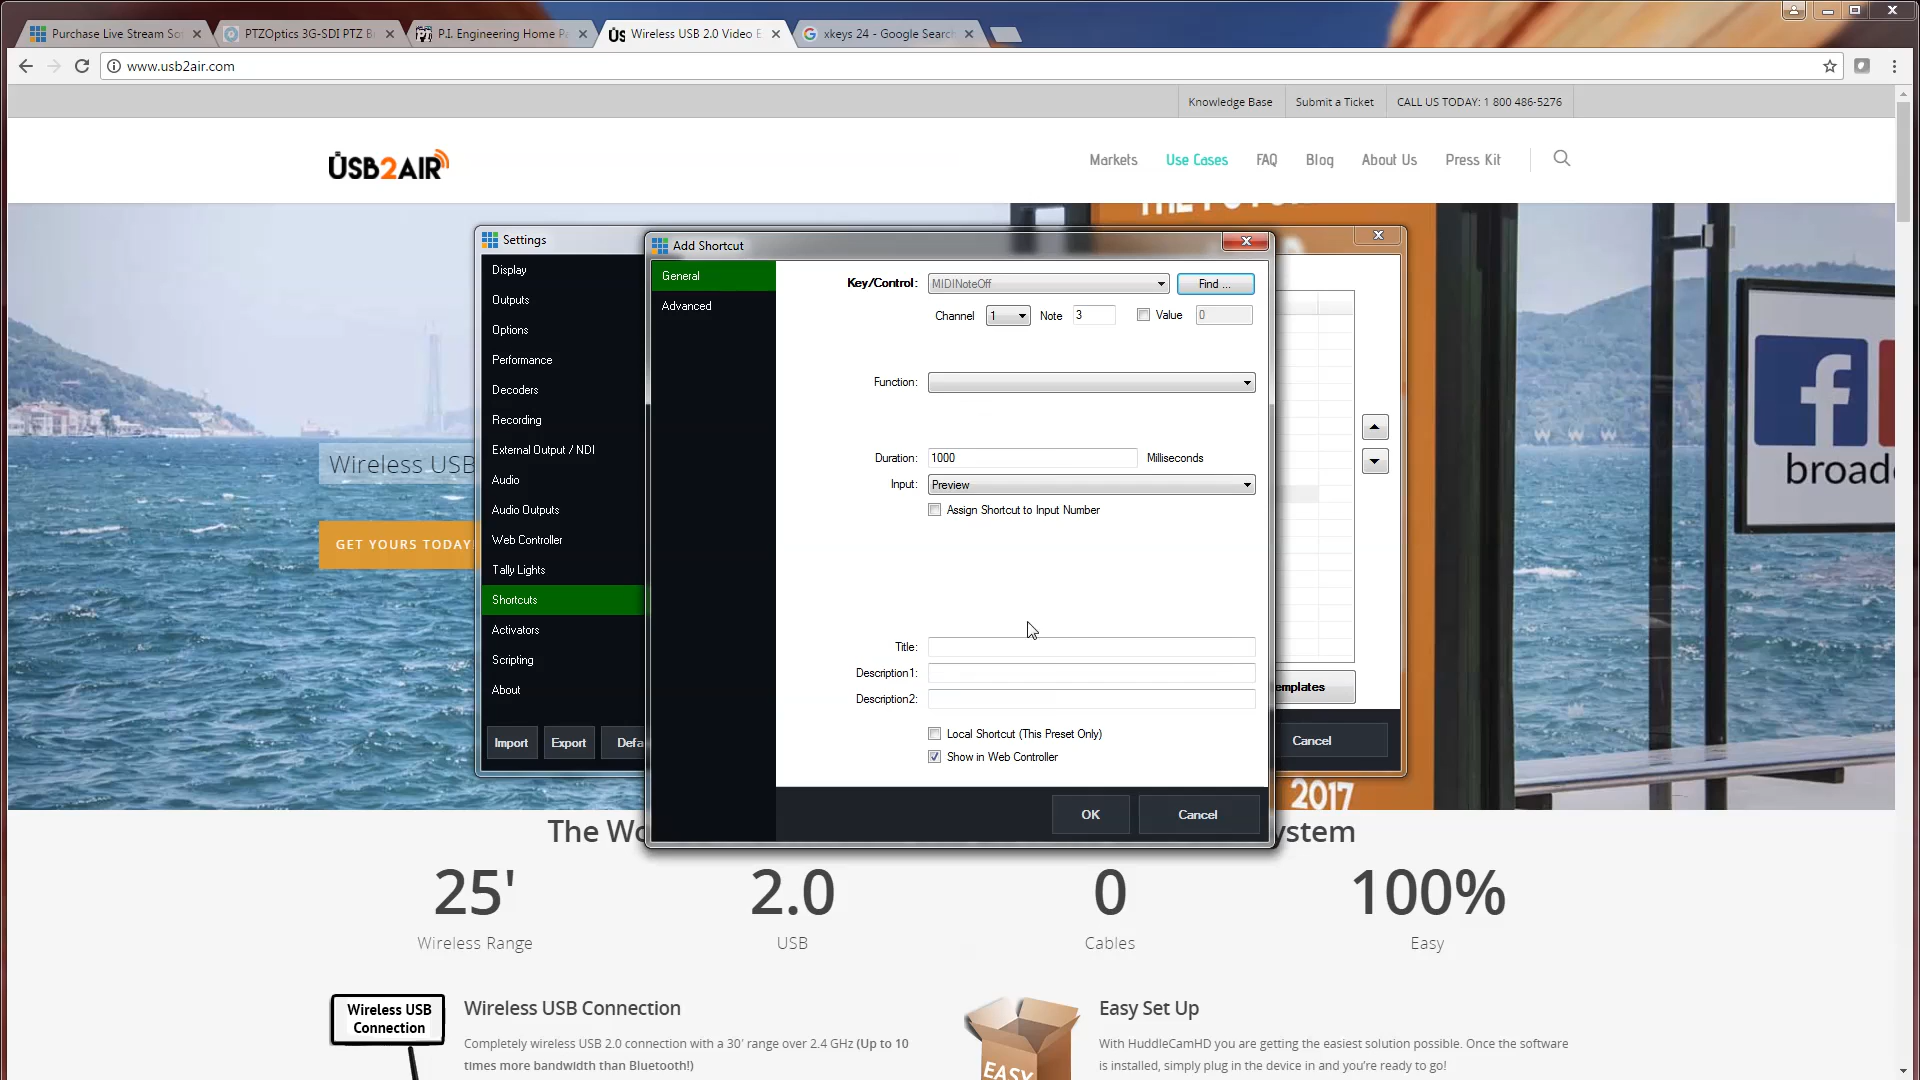 Purchase Live Stream So
PTZOptics 3G-SDI PTZ B
P.I. Engineering Home P
Wireless USB 2.0 Video E
xkeys 24 - Google Search
www.usb2air.com
Knowledge Base
Submit a Ticket
CALL US TODAY: 1 800 486-5276
USB2AIR
Markets
Use Cases
FAQ
Blog
About Us
Press Kit
Settings
Display
Outputs
Options
Performance
Decoders
Recording
External Output / NDI
Audio
Audio Outputs
Web Controller
Tally Lights
Shortcuts
Activators
Scripting
About
Import
Export
Defa
Add Shortcut
General
Advanced
Key/Control:
MIDINoteOff
Find ...
Channel
1
Note
3
Value
0
Function:
Duration:
1000
Milliseconds
Input:
Preview
Assign Shortcut to Input Number
Title:
Description1:
Description2:
Local Shortcut (This Preset Only)
Show in Web Controller
OK
Cancel
emplates
Cancel
Wireless USB
GET YOURS TODAY!
broadc
2017
The Wo
ystem
25'
Wireless Range
2.0
USB
0
Cables
100%
Easy
Wireless USB
Connection
Wireless USB Connection
Completely wireless USB 2.0 connection with a 30' range over 2.4 GHz (Up to 10
times more bandwidth than Bluetooth!)
EASY
Easy Set Up
With HuddleCamHD you are getting the easiest solution possible. Once the software
is installed, simply plug in the device in and you're ready to go!